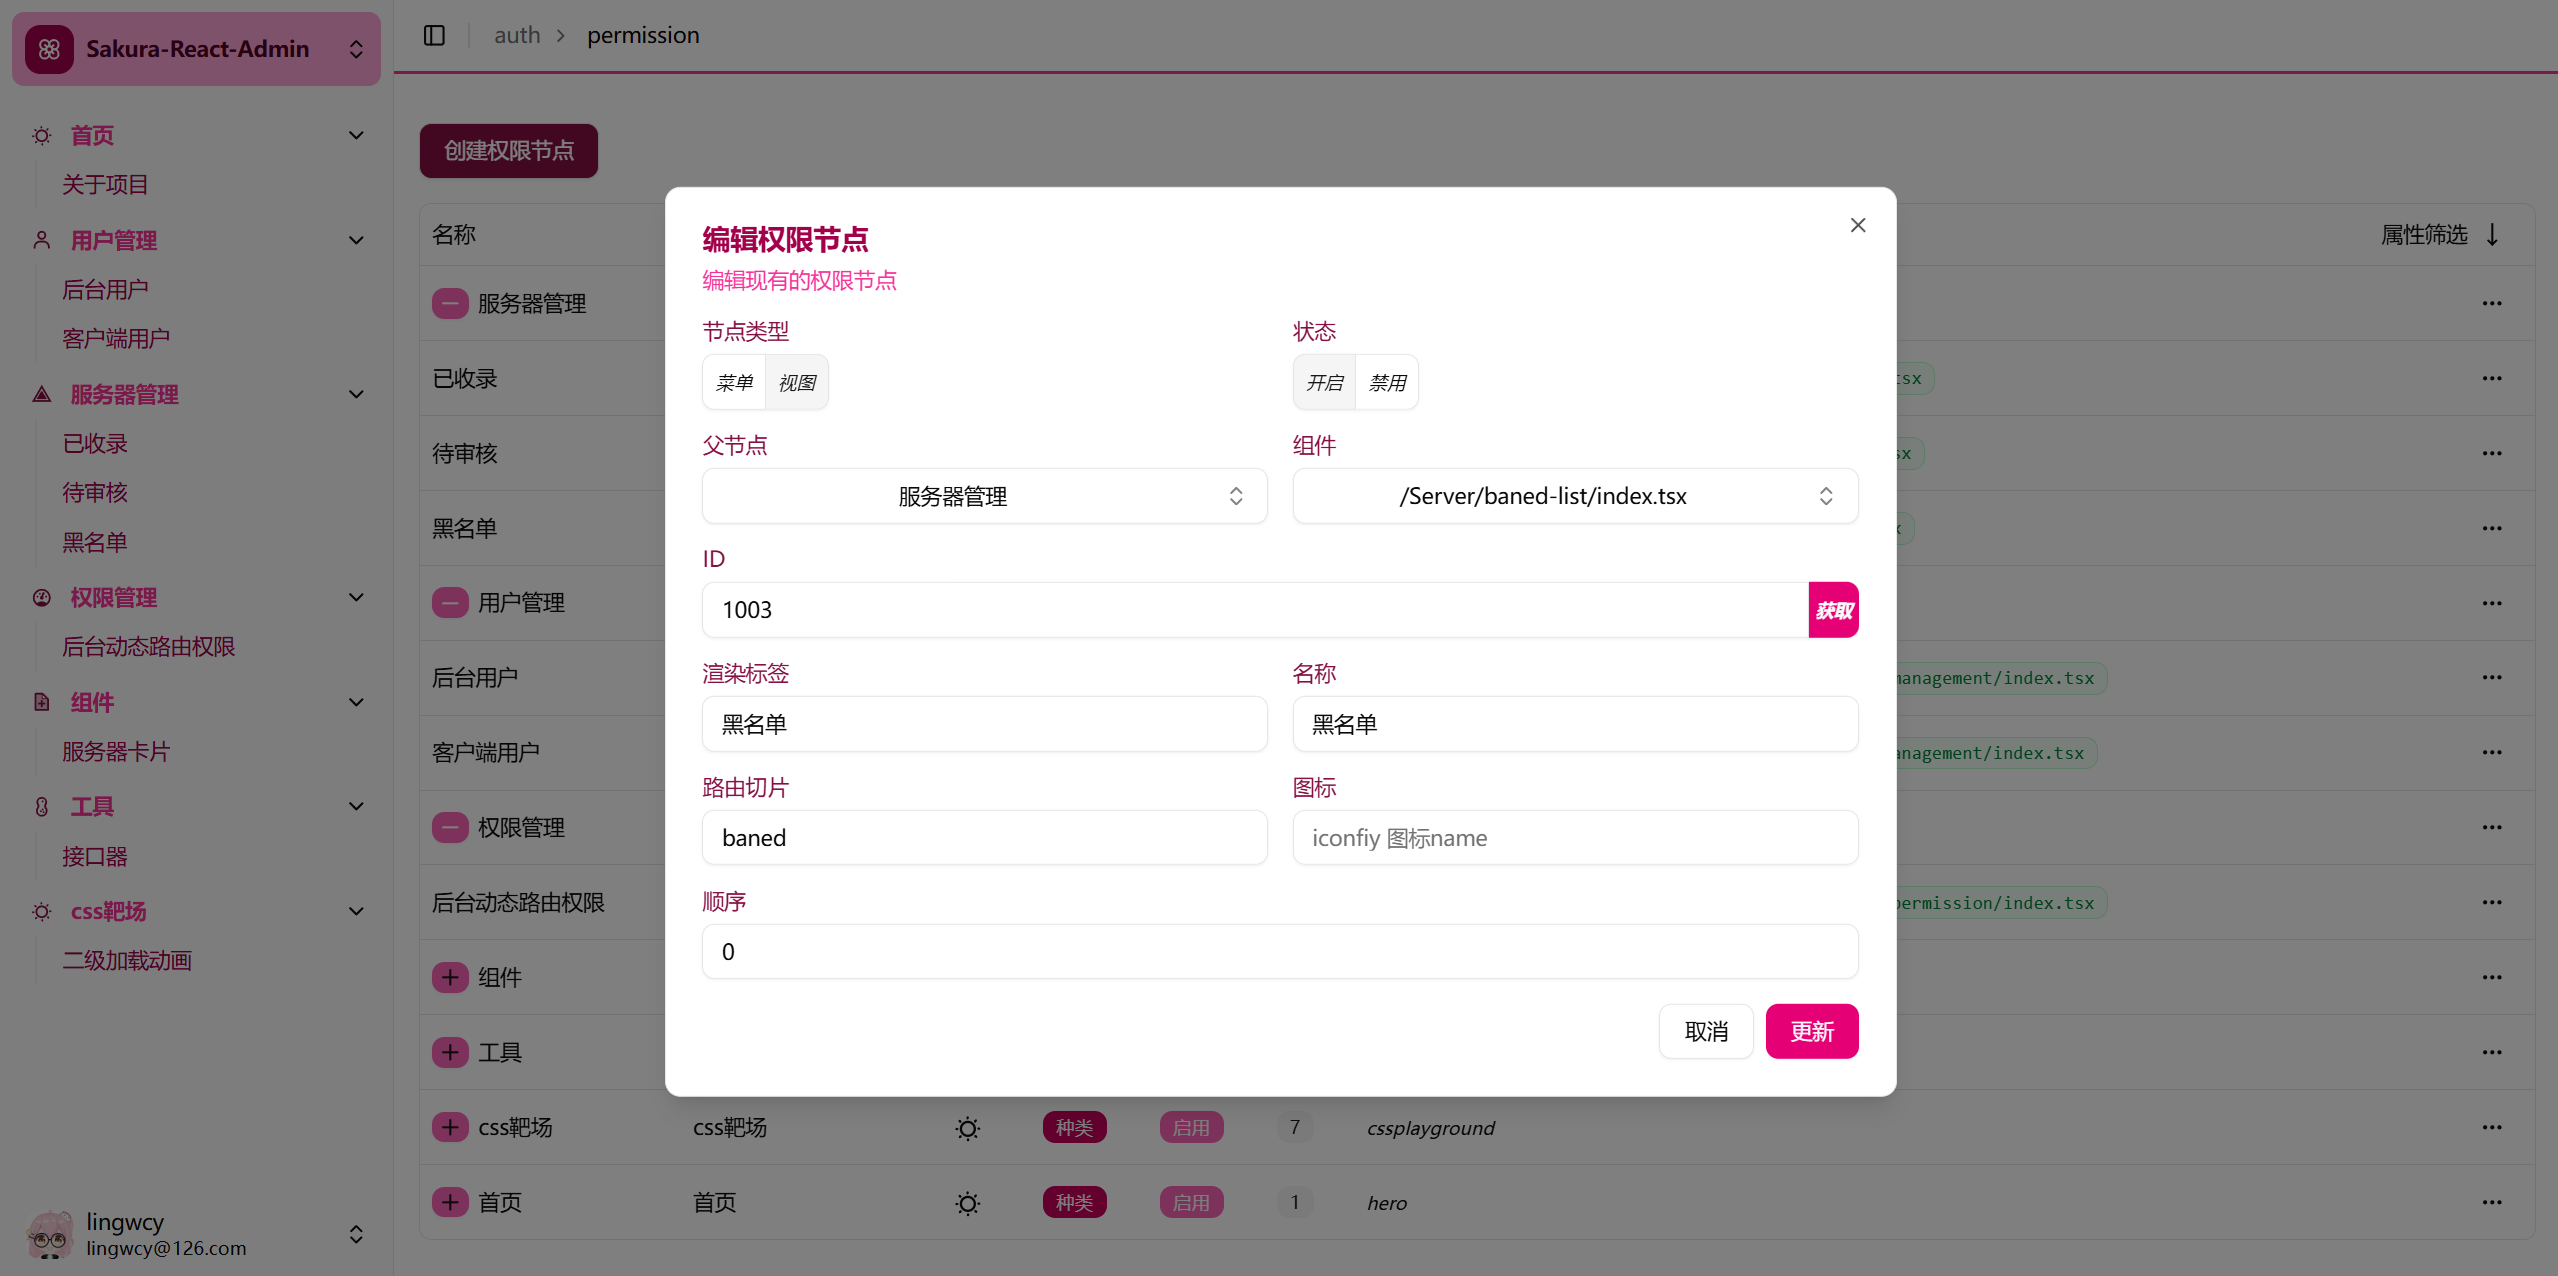 Sakura-React-Admin
首页
关于项目
用户管理
后台用户
客户端用户
服务器管理
已收录
待审核
黑名单
权限管理
后台动态路由权限
组件
服务器卡片
工具
接口器
css靶场
二级加载动画
lingwcy
lingwcy@126.com
auth > permission
创建权限节点
名称 属性筛选
服务器管理
已收录 tsx
待审核 sx
黑名单
用户管理
后台用户 nanagement/index.tsx
客户端用户 anagement/index.tsx
权限管理
后台动态路由权限 permission/index.tsx
组件
工具
css靶场 css靶场 种类 启用 7 cssplayground
首页 首页 种类 启用 1 hero
编辑权限节点
编辑现有的权限节点
节点类型 状态
菜单 视图 开启 禁用
父节点 组件
服务器管理 /Server/baned-list/index.tsx
ID
1003 获取
渲染标签 名称
黑名单 黑名单
路由切片 图标
baned iconfiy 图标name
顺序
0
取消 更新